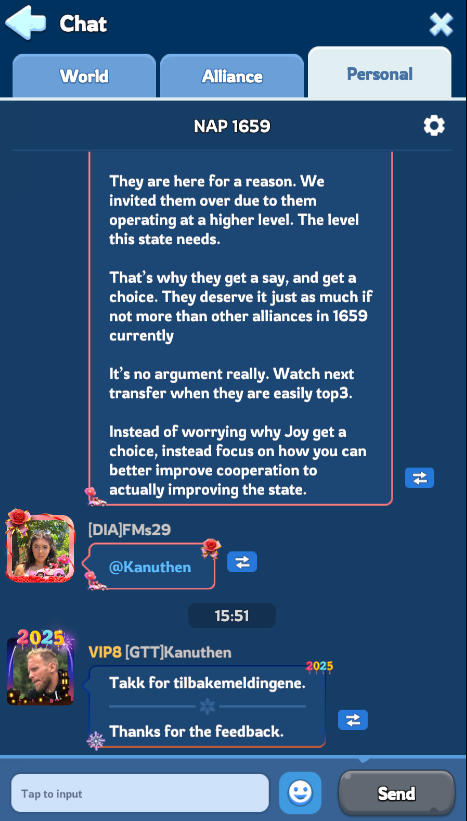 Chat
World
Alliance
Personal
NAP 1659
They are here for a reason. We
invited them over due to them
operating at a higher level. The level
this state needs.
That's why they get a say, and get a
choice. They deserve it just as much if
not more than other alliances in 1659
currently
It's no argument really. Watch next
transfer when they are easily top3.
Instead of worrying why Joy get a
choice, instead focus on how you can
better improve cooperation to
actually improving the state.
[DIA]FMs29
@Kanuthen
15:51
2025
VIP8 [GTT]Kanuthen
2025
Takk for tilbakemeldingene.
Thanks for the feedback.
Tap to input
Send